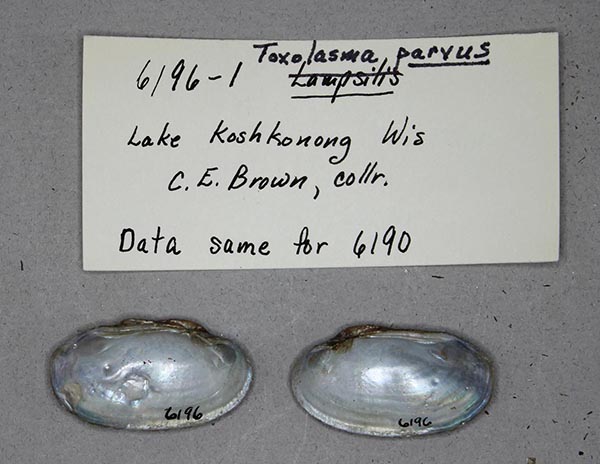 Toxolasma parvus
6196-1 Lampsilis
Lake Koshkonong Wis
C. E. Brown, collr.
Data same for 6190
6196
6196